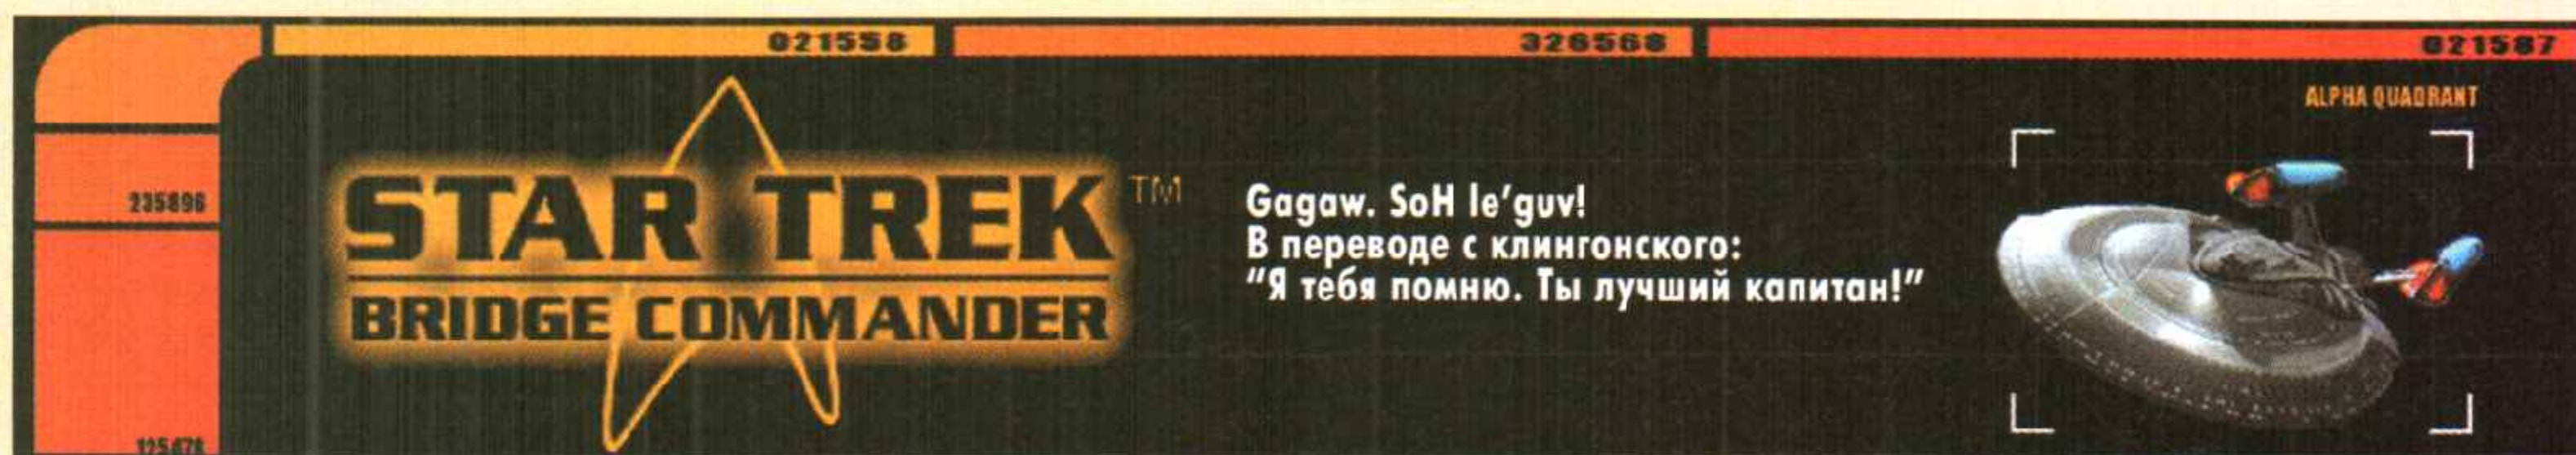 021558
326568
021587
ALPHA QUADRANT
235896
STAR TREK™
BRIDGE COMMANDER
Gagaw. SoH le'guv!
В переводе с клингонского:
"Я тебя помню. Ты лучший капитан!"